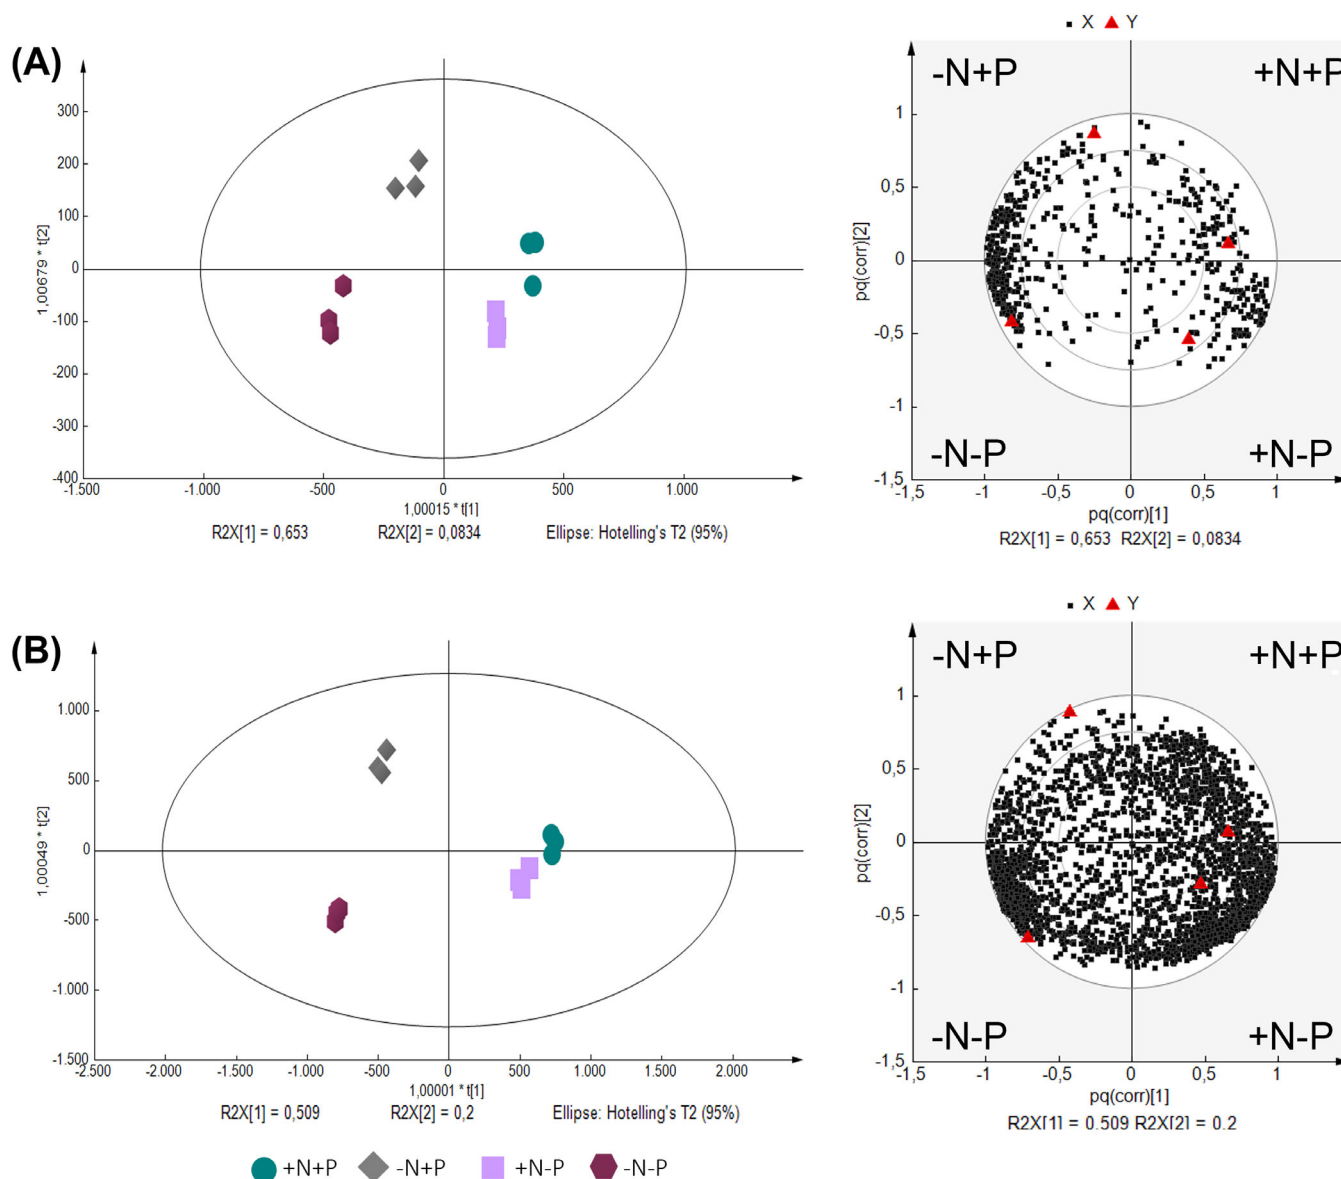 (A)
300
200
100
0
-100
-200
-300
-400
1,00679 * t[2]
-1.500 -1.000 -500 0 500 1.000
1,00015 * t[1]
R2X[1] = 0,653 R2X[2] = 0,0834 Ellipse: Hotelling's T2 (95%)
X Y
-N+P +N+P
1
0,5
0
-0,5
-1
-1,5
pq(corr)[2]
-N-P +N-P
-1,5 -1 -0,5 0 0,5 1
pq(corr)[1]
R2X[1] = 0,653 R2X[2] = 0,0834
(B)
1.000
500
0
-500
-1.000
-1.500
1,00049 * t[2]
-2.500 -2.000 -1.500 -1.000 -500 0 500 1.000 1.500 2.000
1,00001 * t[1]
R2X[1] = 0,509 R2X[2] = 0,2 Ellipse: Hotelling's T2 (95%)
X Y
-N+P +N+P
1
0,5
0
-0,5
-1
-1,5
pq(corr)[2]
-N-P +N-P
-1,5 -1 -0,5 0 0,5 1
pq(corr)[1]
R2X[1] = 0.509 R2X[2] = 0.2
+N+P -N+P +N-P -N-P